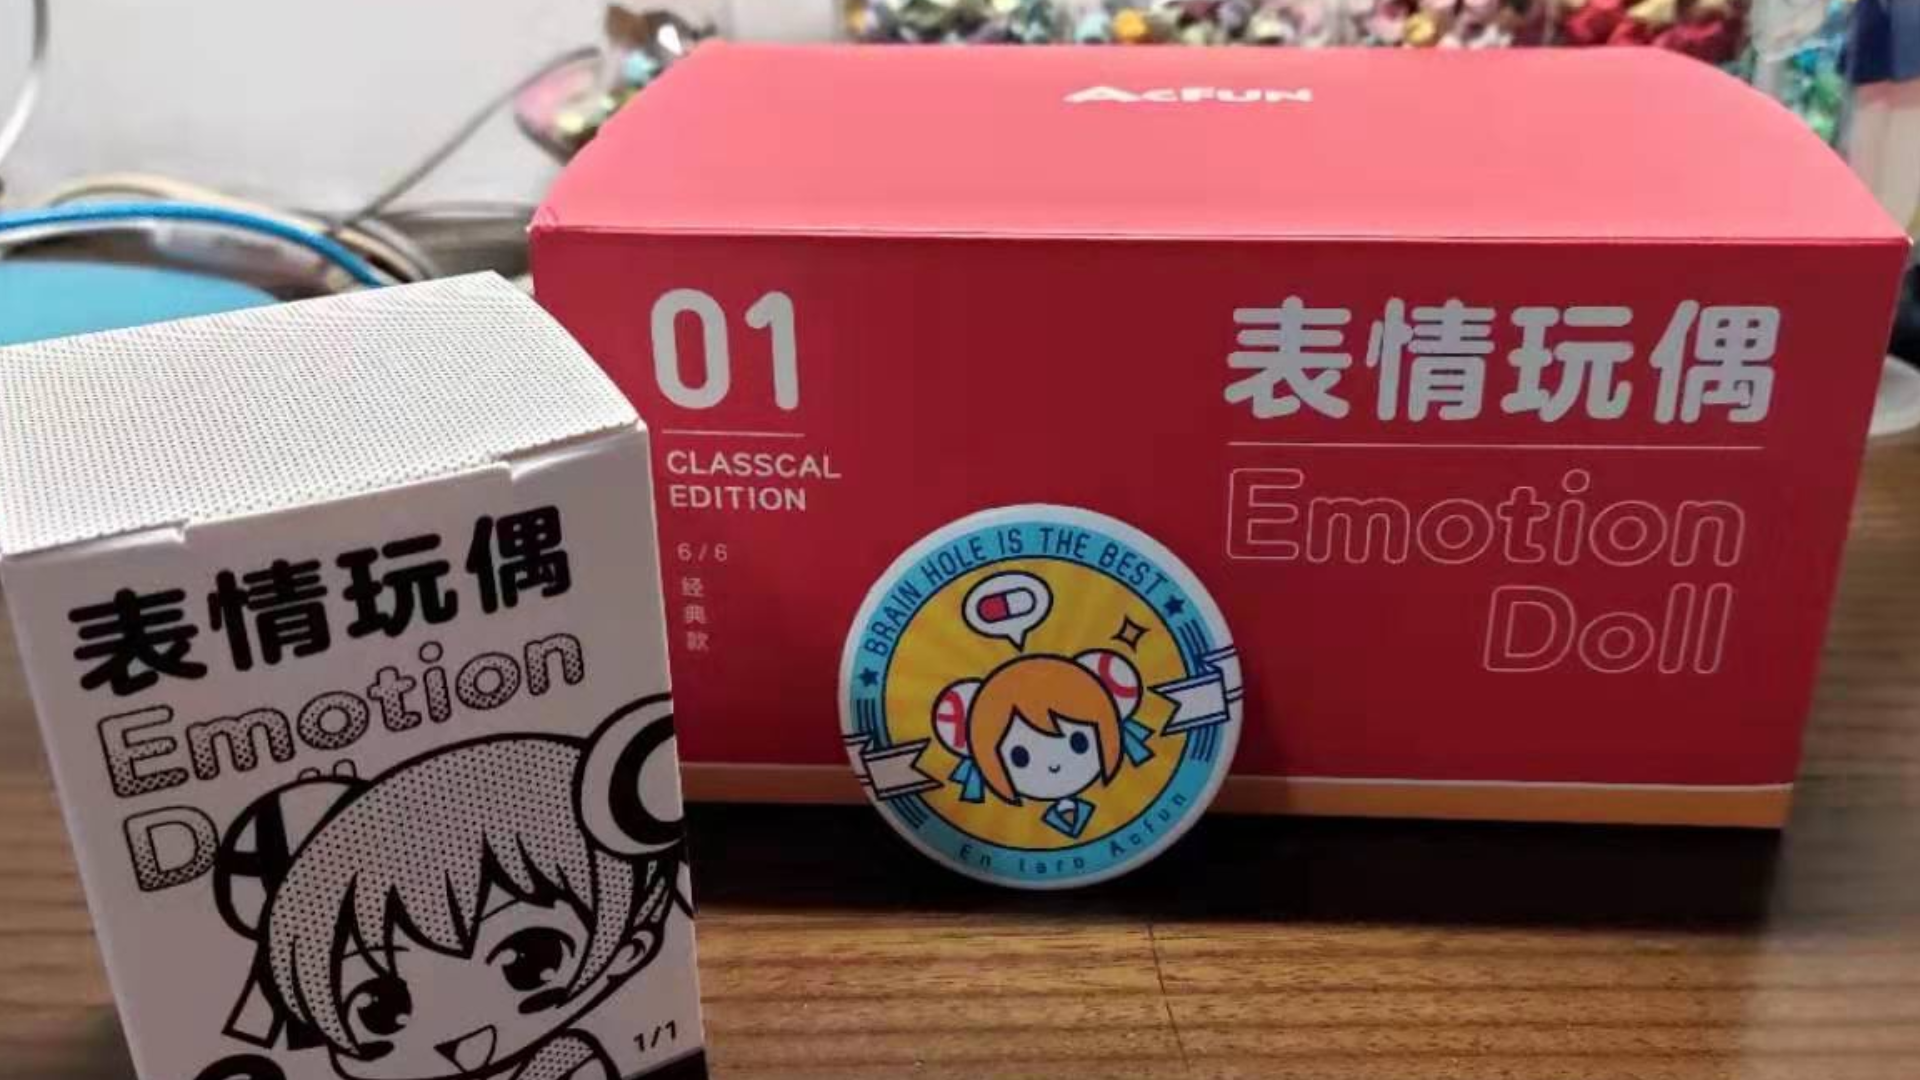 AcFUN
01
CLASSCAL
EDITION
6/6
经
典
款
表情玩偶
Emotion
Doll
BRAIN HOLE IS THE BEST
En taro Acfun
表情玩偶
Emotion
1/1